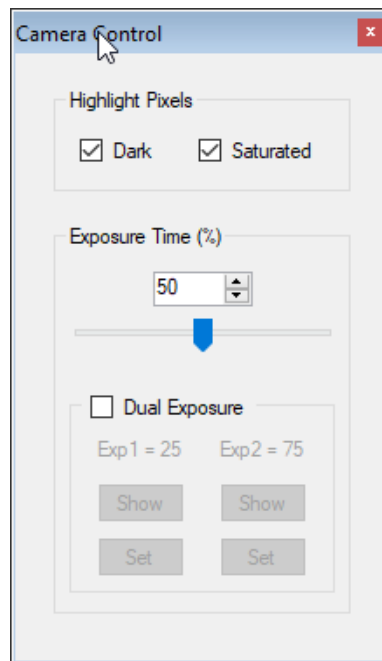 Camera Control
x
Highlight Pixels
Dark Saturated
Exposure Time (%)
50
Dual Exposure
Exp1 = 25 Exp2 = 75
Show Show
Set Set